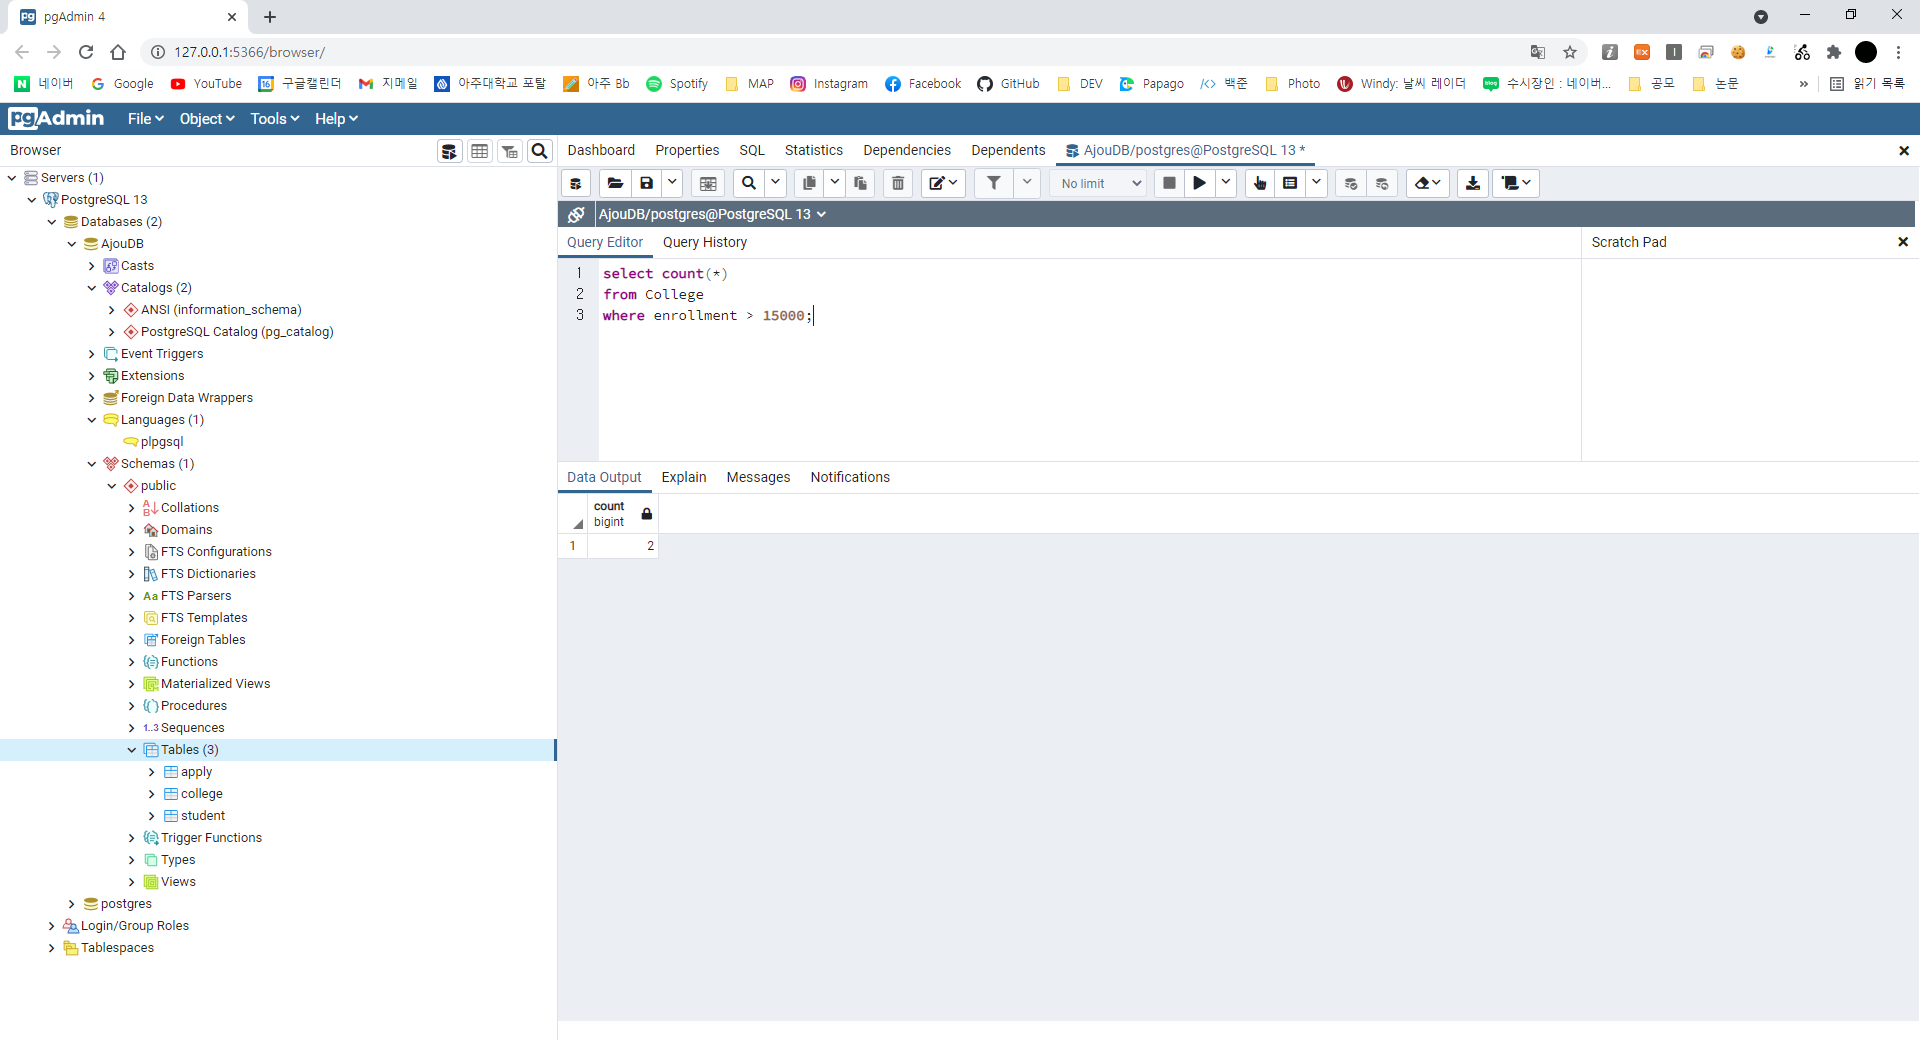 pgAdmin 4
127.0.0.1:5366/browser/
네이버 Google YouTube 구글캘린더 지메일 아주대학교 포탈 아주 Bb Spotify MAP Instagram Facebook GitHub DEV Papago 백준 Photo Windy: 날씨 레이더 수시장인 : 네이버... 공모 논문 » 읽기 목록
pgAdmin File Object Tools Help
Browser
Dashboard Properties SQL Statistics Dependencies Dependents AjouDB/postgres@PostgreSQL 13 *
No limit
AjouDB/postgres@PostgreSQL 13
Query Editor Query History
Scratch Pad
1 select count(*)
2 from College
3 where enrollment > 15000;
Data Output Explain Messages Notifications
count
bigint
1 2
Servers (1)
PostgreSQL 13
Databases (2)
AjouDB
Casts
Catalogs (2)
ANSI (information_schema)
PostgreSQL Catalog (pg_catalog)
Event Triggers
Extensions
Foreign Data Wrappers
Languages (1)
plpgsql
Schemas (1)
public
Collations
Domains
FTS Configurations
FTS Dictionaries
Aa FTS Parsers
FTS Templates
Foreign Tables
Functions
Materialized Views
Procedures
1..3 Sequences
Tables (3)
apply
college
student
Trigger Functions
Types
Views
postgres
Login/Group Roles
Tablespaces